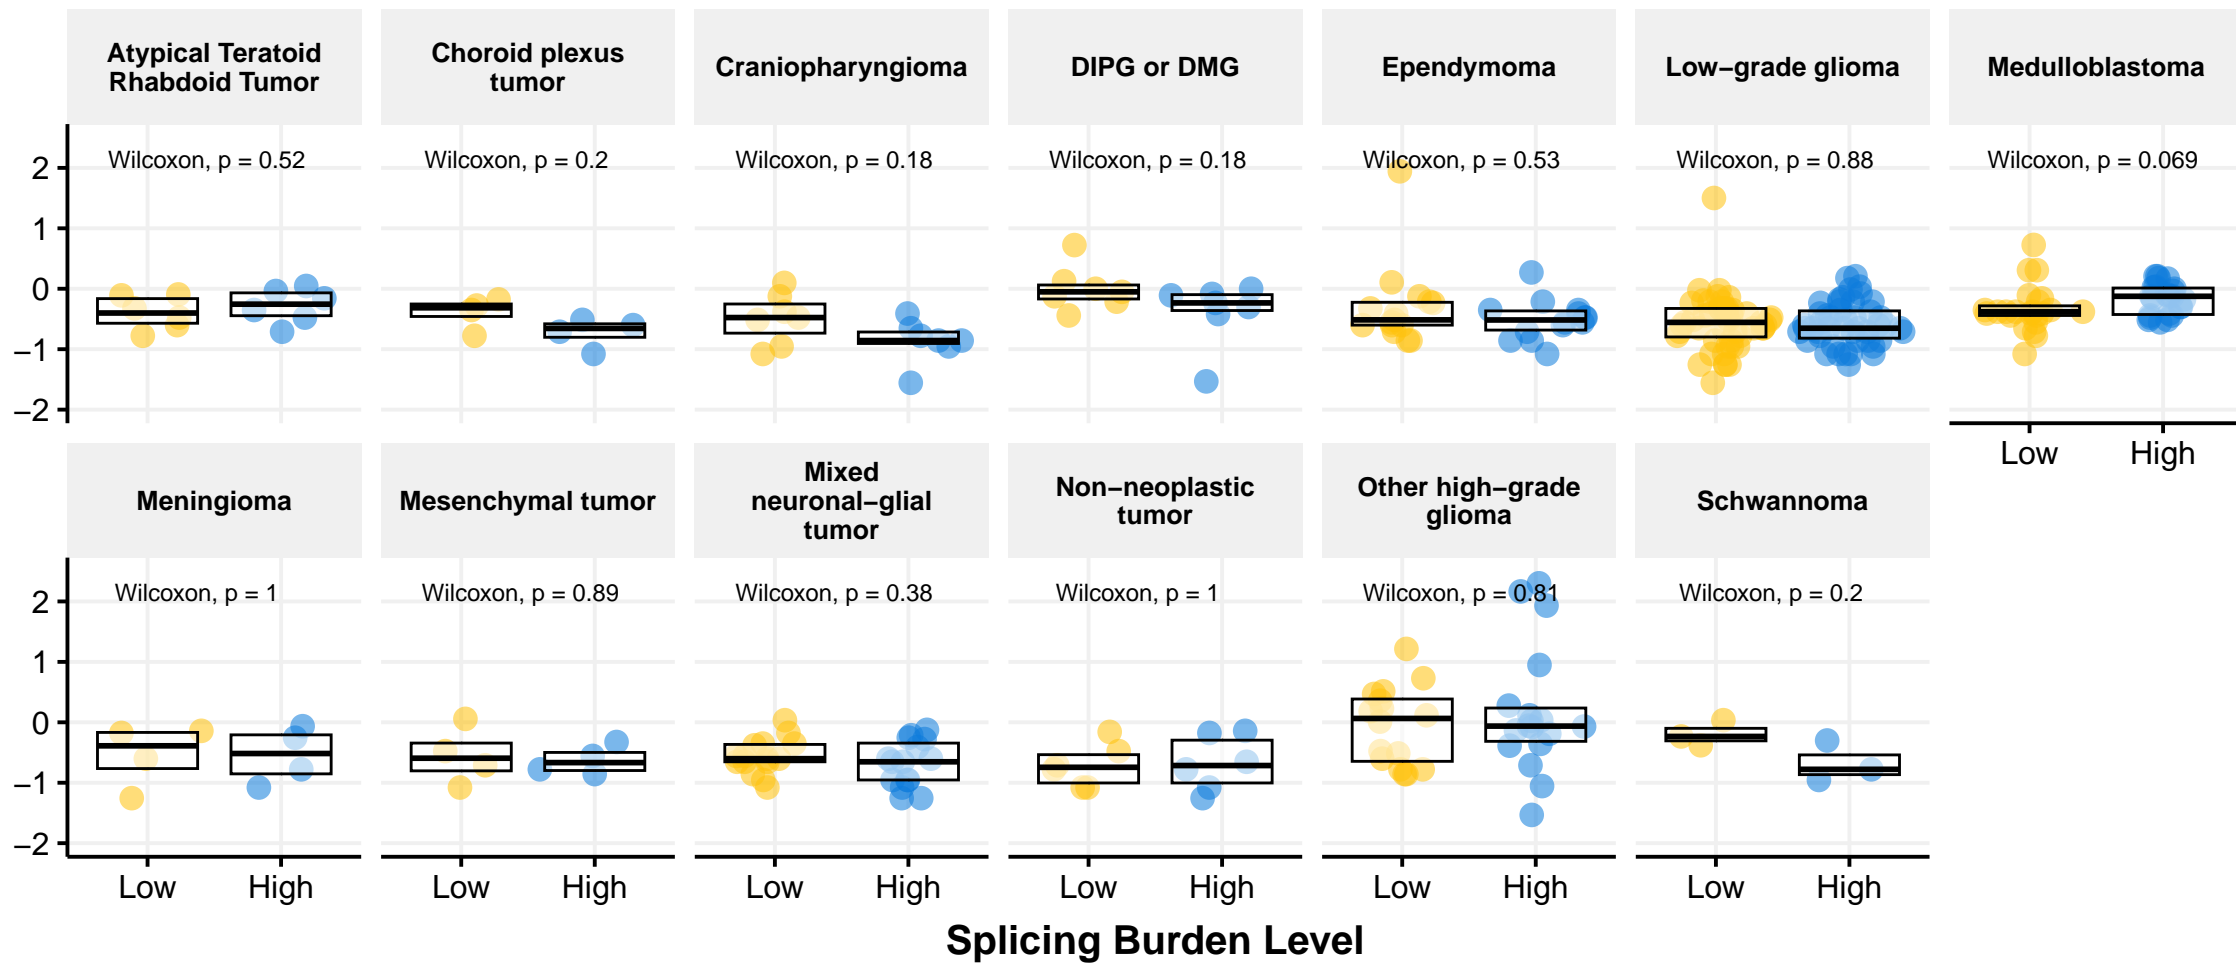 Atypical Teratoid
Rhabdoid Tumor
Choroid plexus
tumor
Craniopharyngioma
DIPG or DMG
Ependymoma
Low−grade glioma
Medulloblastoma
Wilcoxon, p = 0.52
Wilcoxon, p = 0.2
Wilcoxon, p = 0.18
Wilcoxon, p = 0.18
Wilcoxon, p = 0.53
Wilcoxon, p = 0.88
Wilcoxon, p = 0.069
2
1
0
−1
−2
Low High
Meningioma
Mesenchymal tumor
Mixed
neuronal−glial
tumor
Non−neoplastic
tumor
Other high−grade
glioma
Schwannoma
Wilcoxon, p = 1
Wilcoxon, p = 0.89
Wilcoxon, p = 0.38
Wilcoxon, p = 1
Wilcoxon, p = 0.81
Wilcoxon, p = 0.2
2
1
0
−1
−2
Low High Low High Low High Low High Low High Low High
Splicing Burden Level